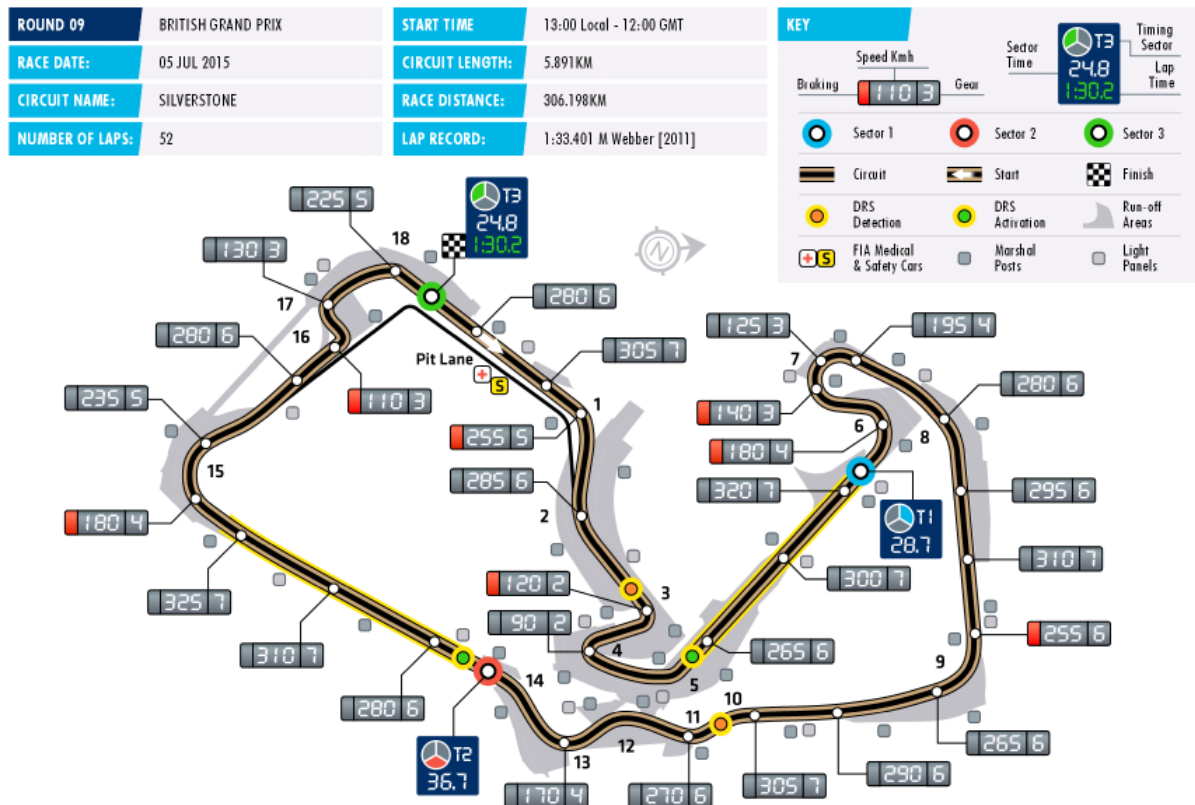 ROUND 09 BRITISH GRAND PRIX
RACE DATE: 05 JUL 2015
CIRCUIT NAME: SILVERSTONE
NUMBER OF LAPS: 52
START TIME 13:00 Local - 12:00 GMT
CIRCUIT LENGTH: 5.891KM
RACE DISTANCE: 306.198KM
LAP RECORD: 1:33.401 M Webber [2011]
KEY
Speed Kmh
Braking 110 3 Gear
Sector Time
T3
24.8
1:30.2
Timing Sector
Lap Time
Sector 1 Sector 2 Sector 3
Circuit Start Finish
DRS Detection
DRS Activation
Run-off Areas
S
FIA Medical & Safety Cars
Marshal Posts
Light Panels
N
225 5
T3
24.8
1:30.2
18
130 3
17
280 6
16
280 6
305 7
Pit Lane
S
235 5
110 3
1
255 5
15
285 6
2
180 4
325 7
120 2
3
310 7
90 2
4
265 6
5
280 6
14
T2
36.7
13
170 4
12
11
270 6
10
305 7
290 6
265 6
9
255 6
310 7
295 6
8
280 6
195 4
125 3
7
140 3
6
180 4
320 7
T1
28.7
300 7